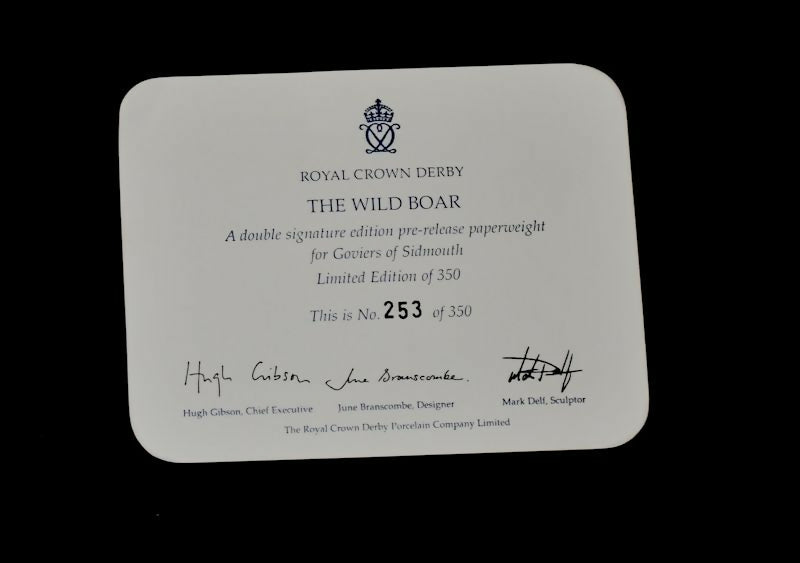 ROYAL CROWN DERBY
THE WILD BOAR
A double signature edition pre-release paperweight
for Goviers of Sidmouth
Limited Edition of 350
This is No. 253 of 350
Hugh Gibson June Branscombe. Mark Delf
Hugh Gibson, Chief Executive June Branscombe, Designer Mark Delf, Sculptor
The Royal Crown Derby Porcelain Company Limited